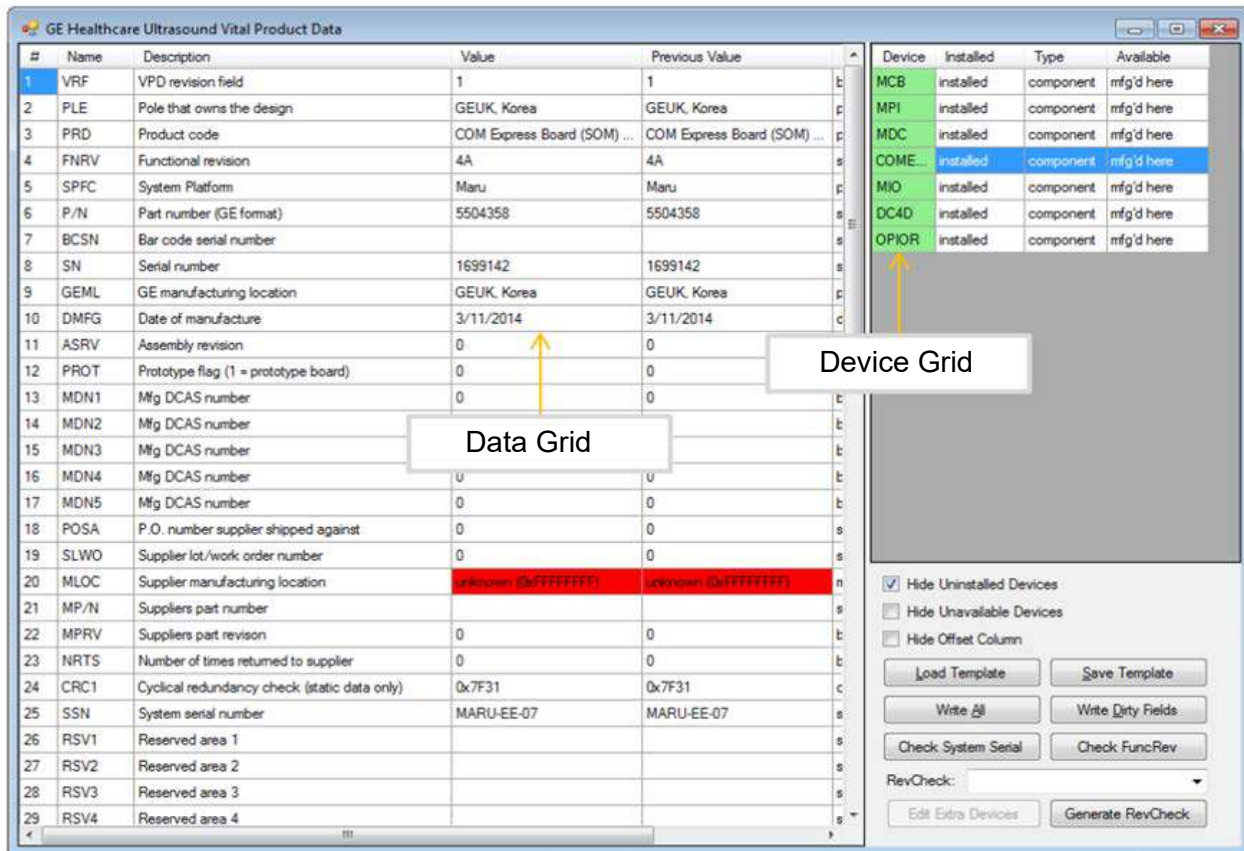 GE Healthcare Ultrasound Vital Product Data
# Name Description Value Previous Value
1 VRF VPD revision field 1 1 b
2 PLE Pole that owns the design GEUK, Korea GEUK, Korea p
3 PRD Product code COM Express Board (SOM) ... COM Express Board (SOM) ... p
4 FNRV Functional revision 4A 4A s
5 SPFC System Platform Maru Maru p
6 P/N Part number (GE format) 5504358 5504358 s
7 BCSN Bar code serial number s
8 SN Serial number 1699142 1699142 s
9 GEML GE manufacturing location GEUK, Korea GEUK, Korea p
10 DMFG Date of manufacture 3/11/2014 3/11/2014 c
11 ASRV Assembly revision 0 0
12 PROT Prototype flag (1 = prototype board) 0 0
13 MDN1 Mfg DCAS number 0 0 b
14 MDN2 Mfg DCAS number b
15 MDN3 Mfg DCAS number b
16 MDN4 Mfg DCAS number 0 0 b
17 MDN5 Mfg DCAS number 0 0 b
18 POSA P.O. number supplier shipped against 0 0 s
19 SLWO Supplier lot/work order number 0 0 s
20 MLOC Supplier manufacturing location unknown (0xFFFFFFFF) unknown (0xFFFFFFFF) n
21 MP/N Suppliers part number s
22 MPRV Suppliers part revison 0 0 b
23 NRTS Number of times returned to supplier 0 0 b
24 CRC1 Cyclical redundancy check (static data only) 0x7F31 0x7F31 c
25 SSN System serial number MARU-EE-07 MARU-EE-07 s
26 RSV1 Reserved area 1 s
27 RSV2 Reserved area 2 s
28 RSV3 Reserved area 3 s
29 RSV4 Reserved area 4 s
Data Grid
Device Installed Type Available
MCB installed component mfg'd here
MPI installed component mfg'd here
MDC installed component mfg'd here
COME... installed component mfg'd here
MIO installed component mfg'd here
DC4D installed component mfg'd here
OPIOR installed component mfg'd here
Device Grid
Hide Uninstalled Devices
Hide Unavailable Devices
Hide Offset Column
Load Template Save Template
Write All Write Dirty Fields
Check System Serial Check FuncRev
RevCheck:
Edit Extra Devices Generate RevCheck